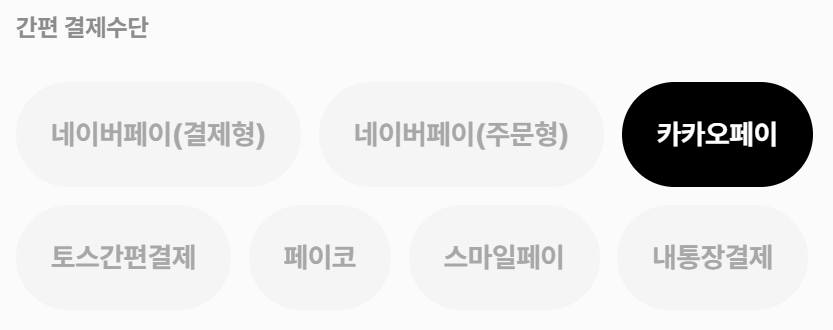 간편 결제수단
네이버페이(결제형) 네이버페이(주문형) 카카오페이
토스간편결제 페이코 스마일페이 내통장결제